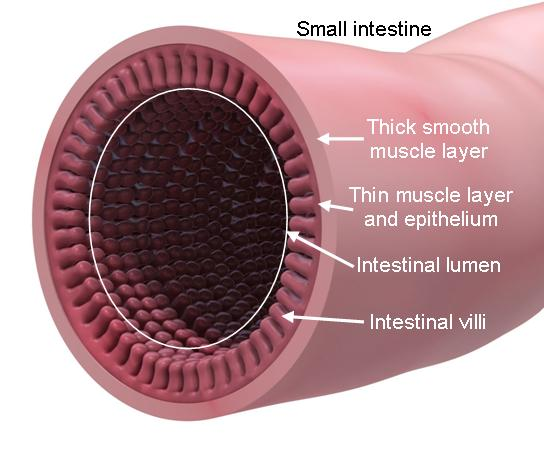 Small intestine
Thick smooth
muscle layer
Thin muscle layer
and epithelium
Intestinal lumen
Intestinal villi